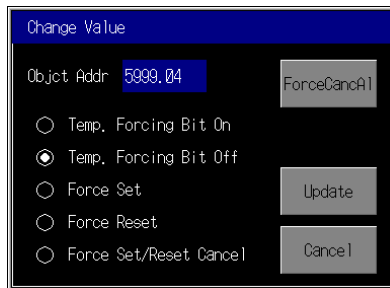 Change Value
Objct Addr 5999.04
ForceCancAl
Temp. Forcing Bit On
Temp. Forcing Bit Off
Force Set
Update
Force Reset
Force Set/Reset Cancel
Cancel